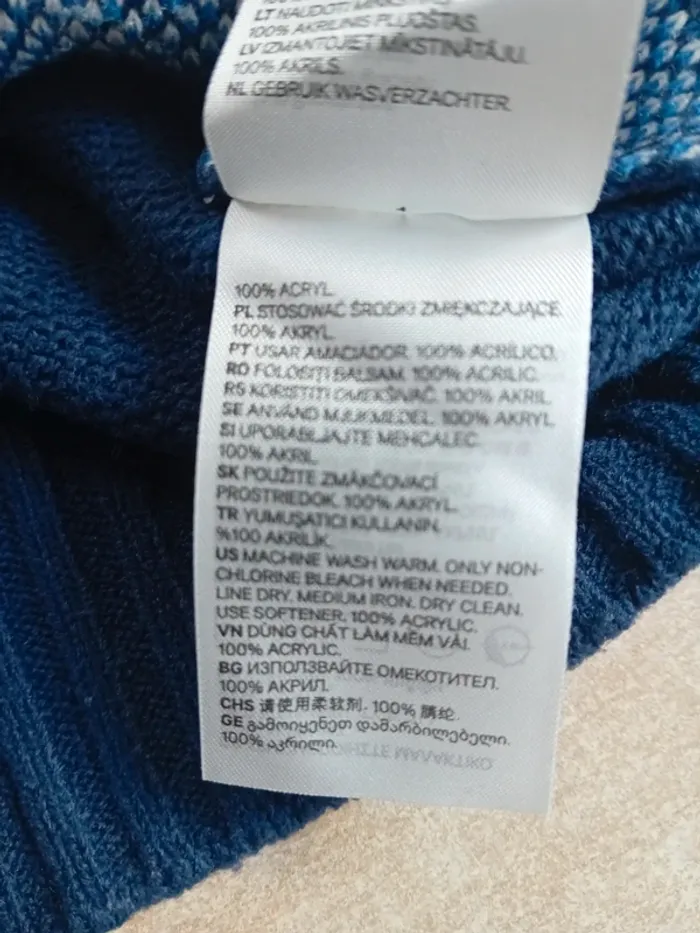 LT NAUDOTI
100% AKRILINIS PLUOŠTAS.
LV IZMANTOJIET MĪKSTINĀTĀJU.
100% AKRILS.
NL GEBRUIK WASVERZACHTER.
100% ACRYL.
PL STOSOWAĆ ŚRODKI ZMIĘKCZAJĄCE.
100% AKRYL.
PT USAR AMACIADOR. 100% ACRÍLICO.
RO FOLOSIȚI BALSAM. 100% ACRILIC.
RS KORISTITI OMEKŠIVAČ. 100% AKRIL.
SE ANVÄND MJUKMEDEL. 100% AKRYL.
SI UPORABLJAJTE MEHČALEC.
100% AKRIL.
SK POUŽITE ZMÄKČOVACÍ
PROSTRIEDOK. 100% AKRYL.
TR YUMUŞATICI KULLANIN.
%100 AKRİLİK.
US MACHINE WASH WARM. ONLY NON-
CHLORINE BLEACH WHEN NEEDED.
LINE DRY. MEDIUM IRON. DRY CLEAN.
USE SOFTENER. 100% ACRYLIC.
VN DÙNG CHẤT LÀM MỀM VẢI.
100% ACRYLIC.
BG ИЗПОЛЗВАЙТЕ ОМЕКОТИТЕЛ.
100% АКРИЛ.
CHS 请使用柔软剂. 100% 腈纶.
GE გამოიყენეთ დამარბილებელი.
100% აკრილი.